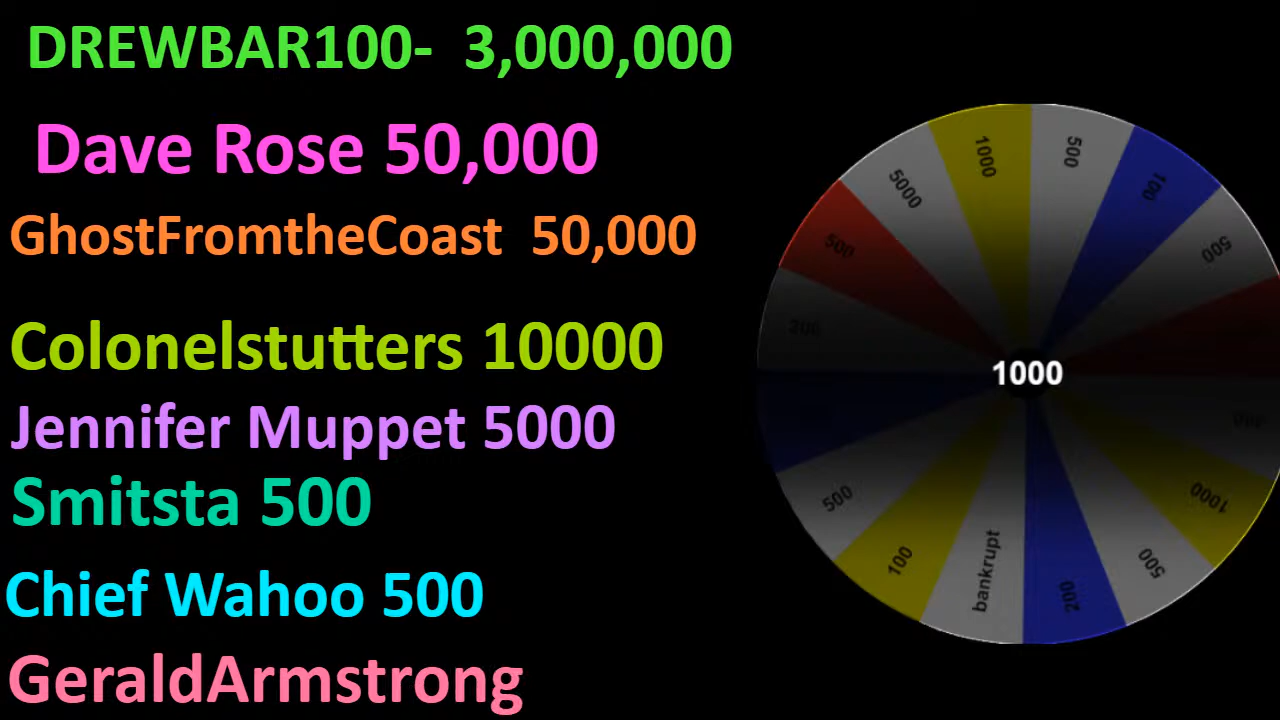 DREWBAR100- 3,000,000
Dave Rose 50,000
GhostFromtheCoast 50,000
Colonelstutters 10000
Jennifer Muppet 5000
Smitsta 500
Chief Wahoo 500
GeraldArmstrong
1000
500
100
500
1000
500
200
bankrupt
100
500
500
5000
1000